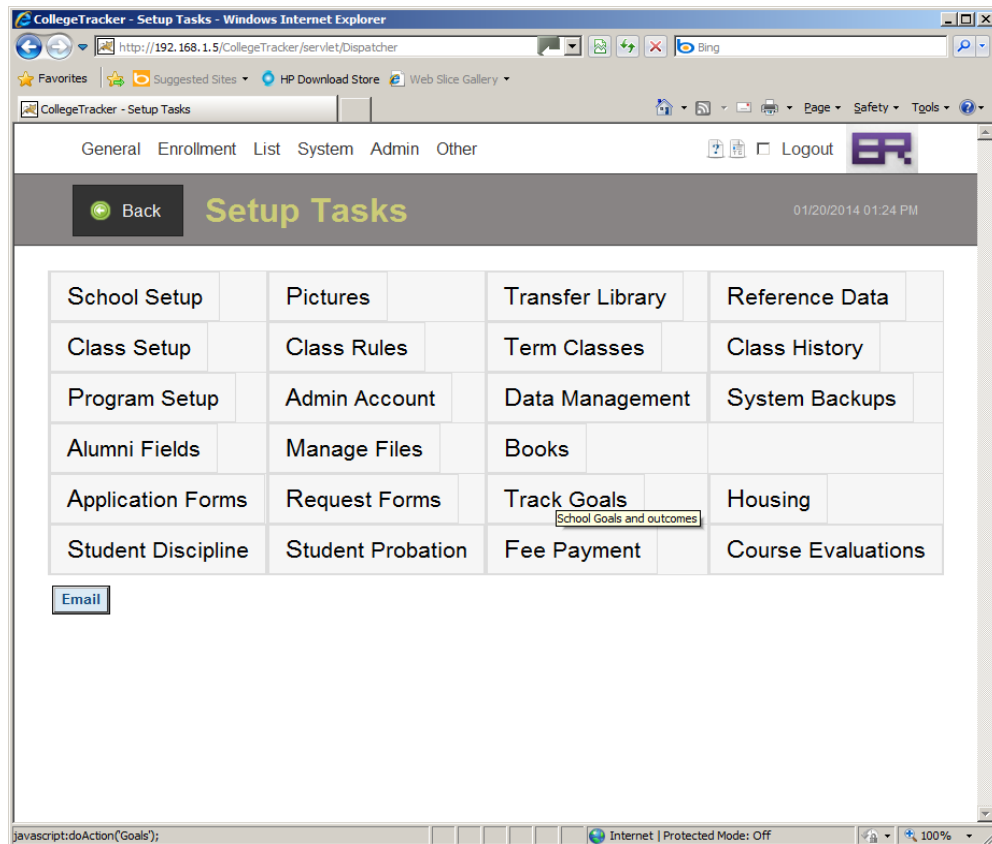 CollegeTracker - Setup Tasks - Windows Internet Explorer
http://192.168.1.5/CollegeTracker/servlet/Dispatcher
Bing
Favorites Suggested Sites HP Download Store Web Slice Gallery
CollegeTracker - Setup Tasks
Page Safety Tools
General Enrollment List System Admin Other
Logout ER
Back Setup Tasks 01/20/2014 01:24 PM
School Setup Pictures Transfer Library Reference Data
Class Setup Class Rules Term Classes Class History
Program Setup Admin Account Data Management System Backups
Alumni Fields Manage Files Books
Application Forms Request Forms Track Goals Housing
School Goals and outcomes
Student Discipline Student Probation Fee Payment Course Evaluations
Email
javascript:doAction('Goals'); Internet | Protected Mode: Off 100%